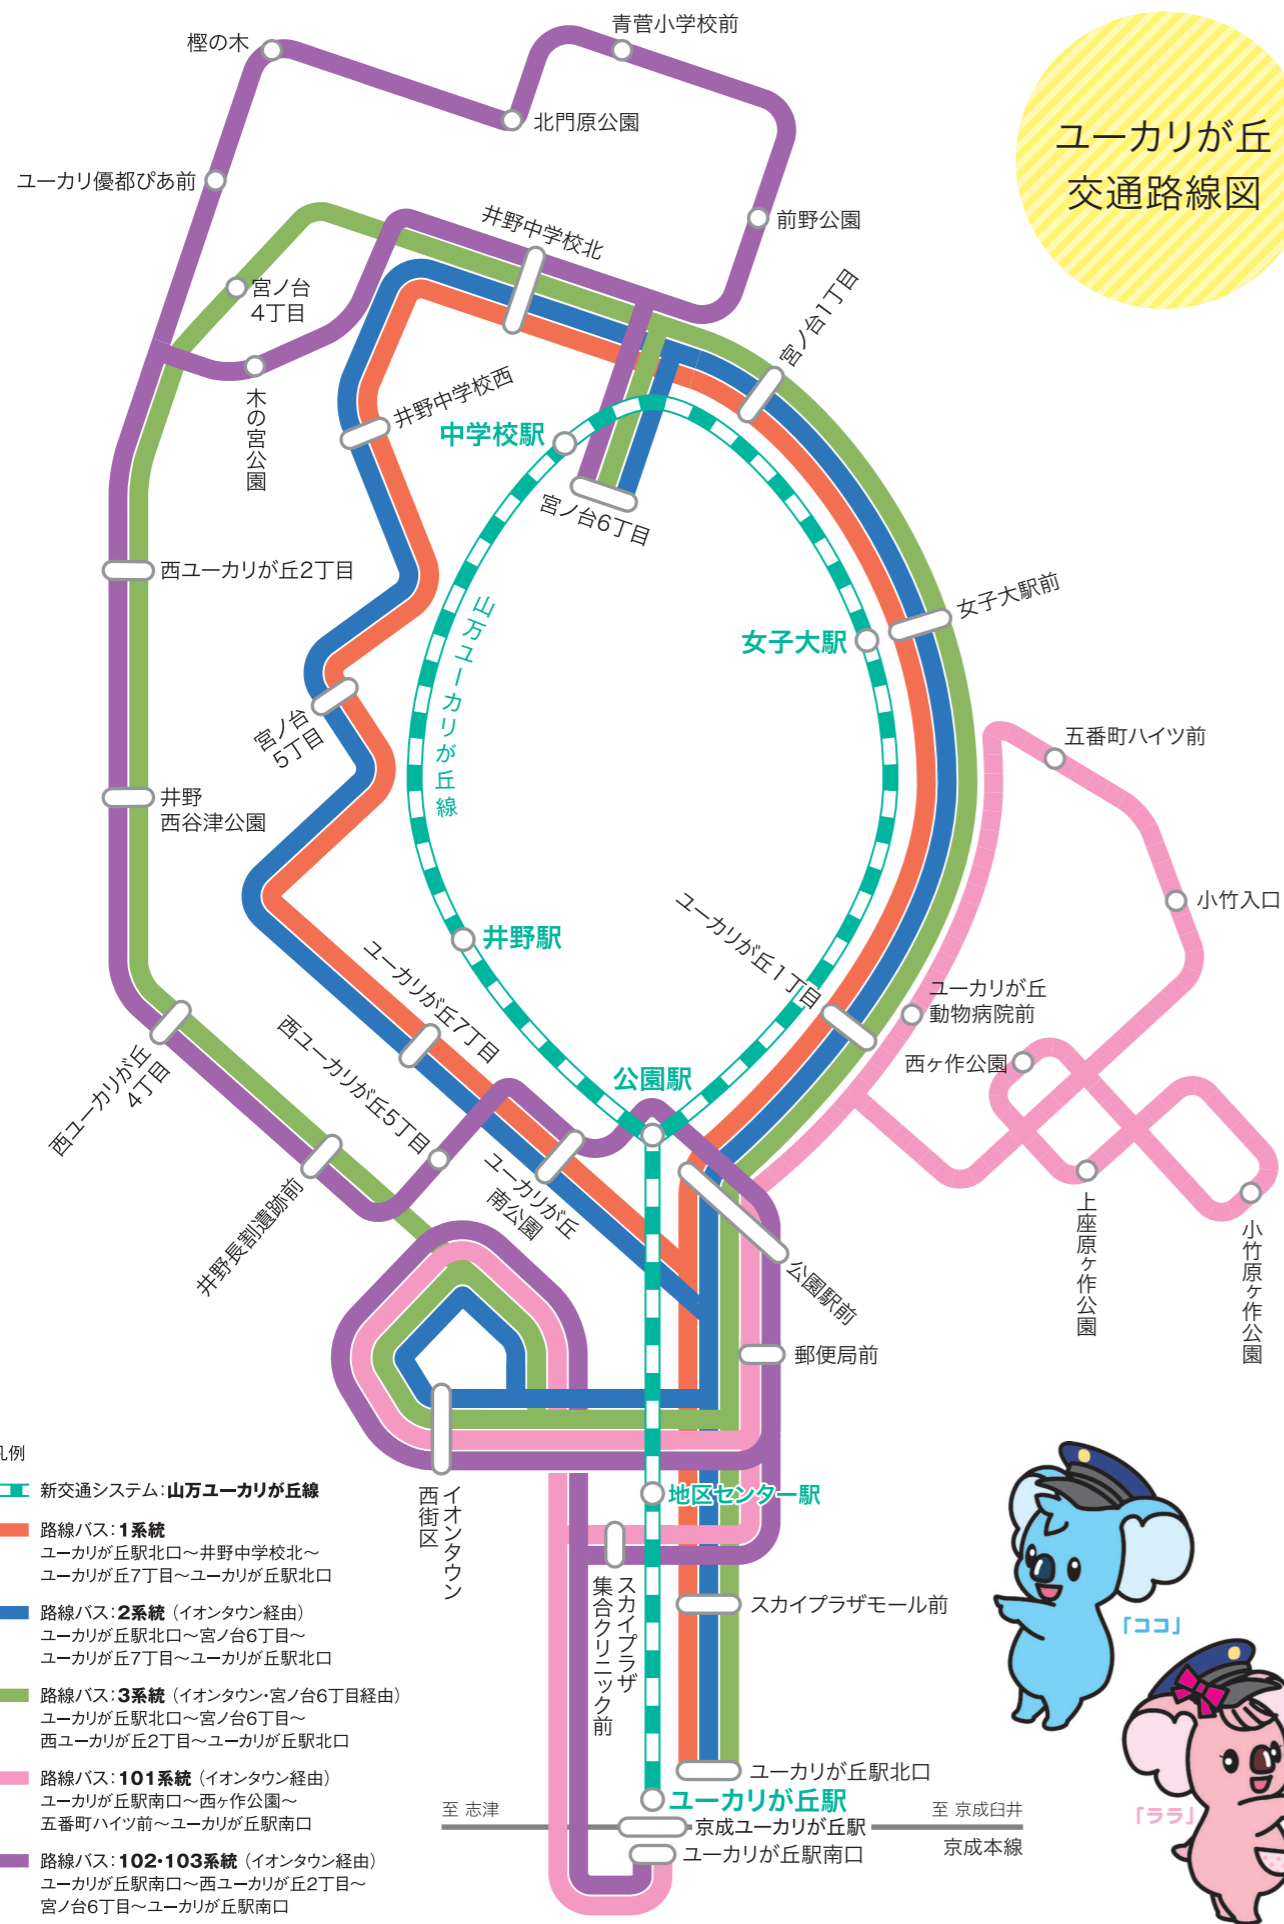 ユーカリが丘
交通路線図
青菅小学校前
樫の木
北門原公園
ユーカリ優都ぴあ前
前野公園
井野中学校北
宮ノ台
4丁目
宮ノ台1丁目
井野中学校西
木の宮公園
中学校駅
宮ノ台6丁目
西ユーカリが丘2丁目
山万ユーカリが丘線
女子大駅前
女子大駅
宮ノ台
5丁目
五番町ハイツ前
井野
西谷津公園
小竹入口
ユーカリが丘1丁目
井野駅
ユーカリが丘7丁目
ユーカリが丘
動物病院前
西ヶ作公園
西ユーカリが丘5丁目
西ユーカリが丘
4丁目
公園駅
ユーカリが丘
南公園
井野長割遺跡前
上座原ヶ作公園
小竹原ヶ作公園
公園駅前
郵便局前
イオンタウン
西街区
地区センター駅
スカイプラザ
集合クリニック前
スカイプラザモール前
ユーカリが丘駅北口
ユーカリが丘駅
至 志津
至 京成臼井
京成ユーカリが丘駅
京成本線
ユーカリが丘駅南口
「ココ」
「ララ」
凡例
新交通システム：山万ユーカリが丘線
路線バス：1系統
ユーカリが丘駅北口～井野中学校北～
ユーカリが丘7丁目～ユーカリが丘駅北口
路線バス：2系統（イオンタウン経由）
ユーカリが丘駅北口～宮ノ台6丁目～
ユーカリが丘7丁目～ユーカリが丘駅北口
路線バス：3系統（イオンタウン・宮ノ台6丁目経由）
ユーカリが丘駅北口～宮ノ台6丁目～
西ユーカリが丘2丁目～ユーカリが丘駅北口
路線バス：101系統（イオンタウン経由）
ユーカリが丘駅南口～西ヶ作公園～
五番町ハイツ前～ユーカリが丘駅南口
路線バス：102・103系統（イオンタウン経由）
ユーカリが丘駅南口～西ユーカリが丘2丁目～
宮ノ台6丁目～ユーカリが丘駅南口